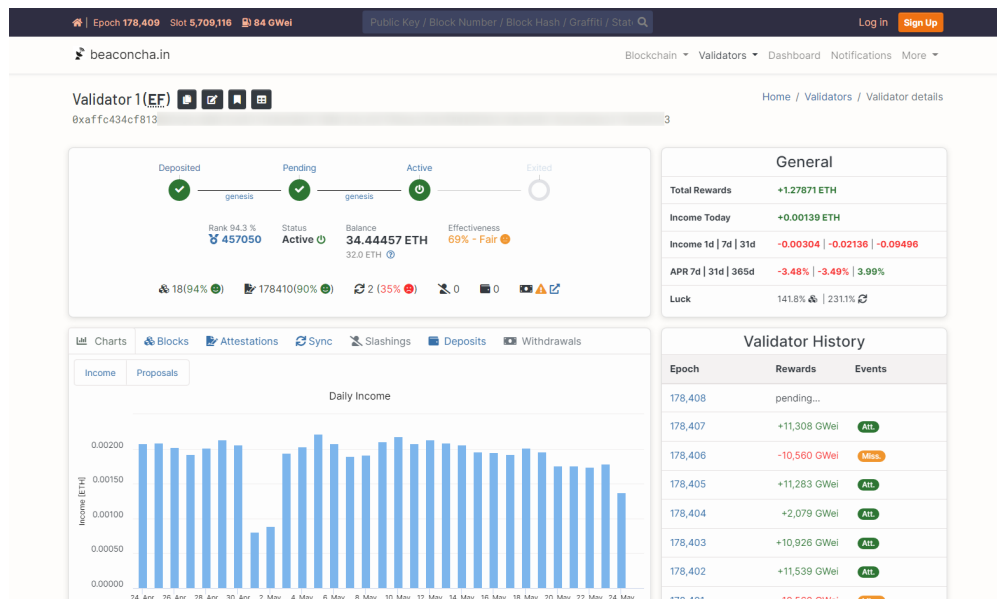 Epoch 178,409 Slot 5,709,116 84 GWei Public Key / Block Number / Block Hash / Graffiti / State Log in Sign Up
beaconcha.in Blockchain Validators Dashboard Notifications More
Validator 1 (EF) Home / Validators / Validator details
0xaffc434cf813 3
Deposited Pending Active Exited
genesis genesis
Rank 94.3 % Status Balance Effectiveness
457050 Active 34.44457 ETH 69% - Fair
32.0 ETH
18(94% ) 178410(90% ) 2 (35% ) 0 0
General
Total Rewards +1.27871 ETH
Income Today +0.00139 ETH
Income 1d | 7d | 31d -0.00304 | -0.02136 | -0.09496
APR 7d | 31d | 365d -3.48% | -3.49% | 3.99%
Luck 141.8% | 231.1%
Charts Blocks Attestations Sync Slashings Deposits Withdrawals
Income Proposals
Daily Income
Income [ETH]
0.00200
0.00150
0.00100
0.00050
0.00000
24. Apr 26. Apr 28. Apr 30. Apr 2. May 4. May 6. May 8. May 10. May 12. May 14. May 16. May 18. May 20. May 22. May 24. May
Validator History
Epoch Rewards Events
178,408 pending...
178,407 +11,308 GWei Att.
178,406 -10,560 GWei Miss.
178,405 +11,283 GWei Att.
178,404 +2,079 GWei Att.
178,403 +10,926 GWei Att.
178,402 +11,539 GWei Att.